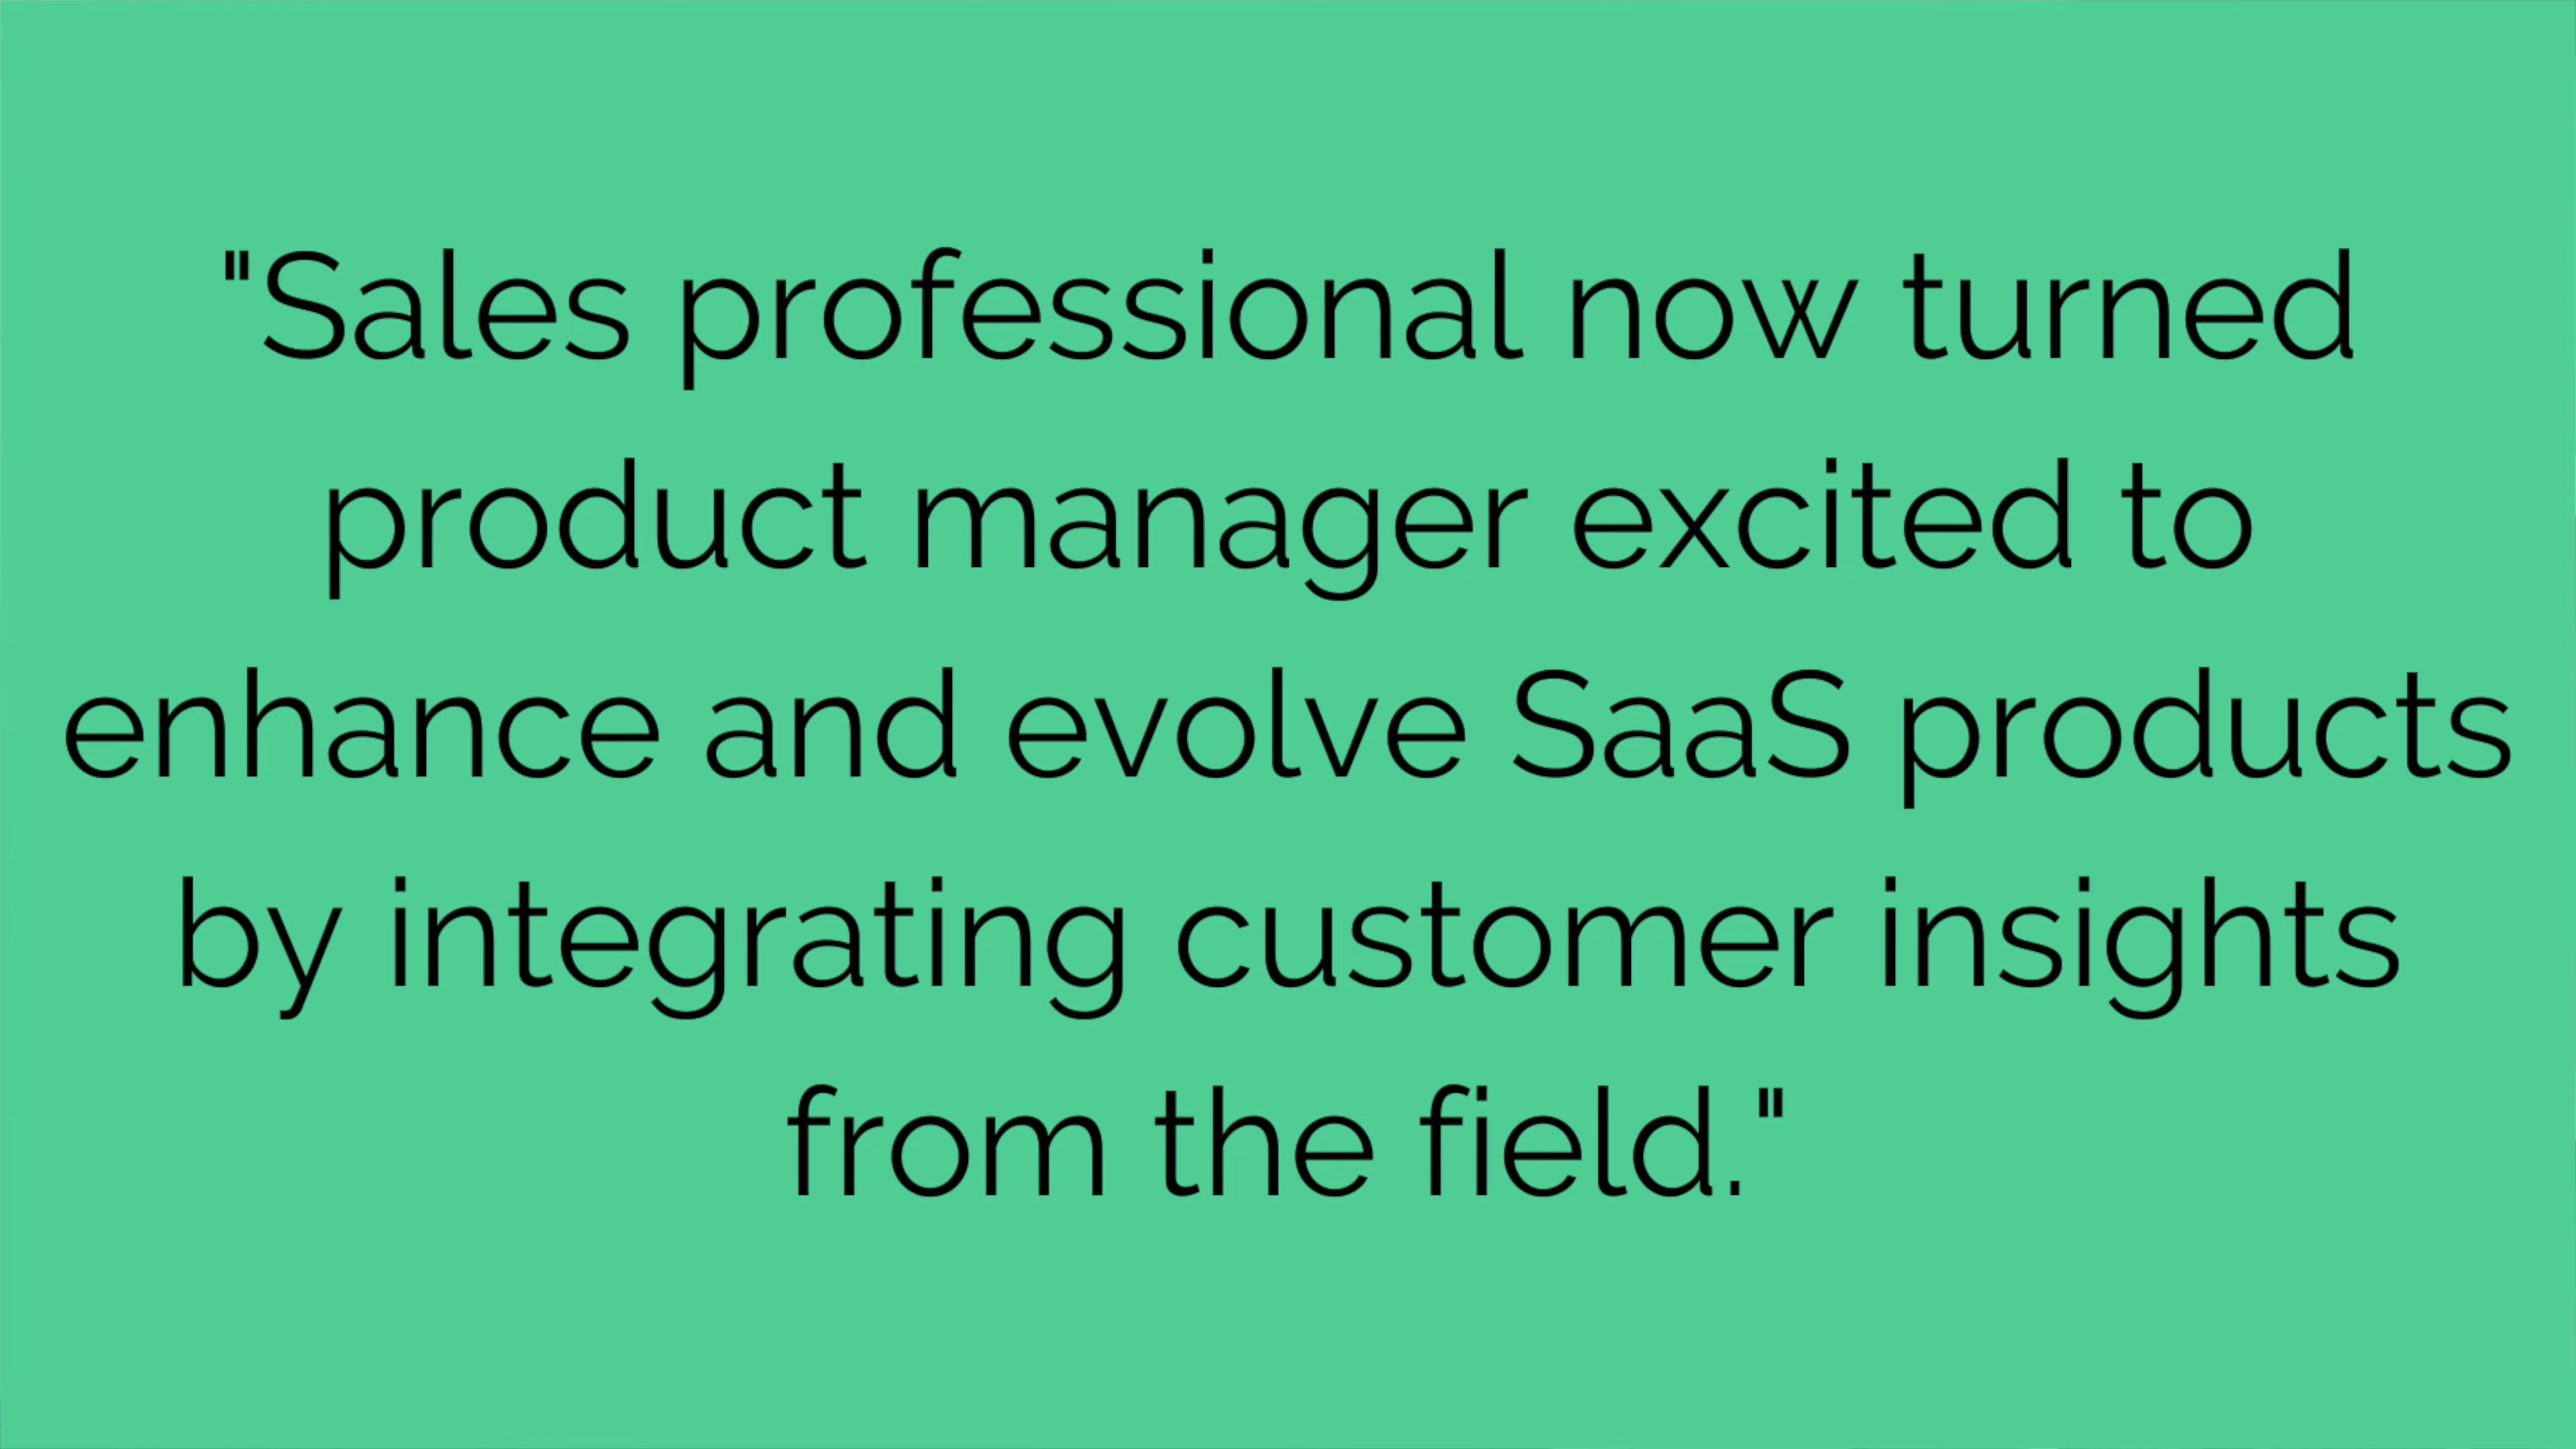 "Sales professional now turned
product manager excited to
enhance and evolve SaaS products
by integrating customer insights
from the field."